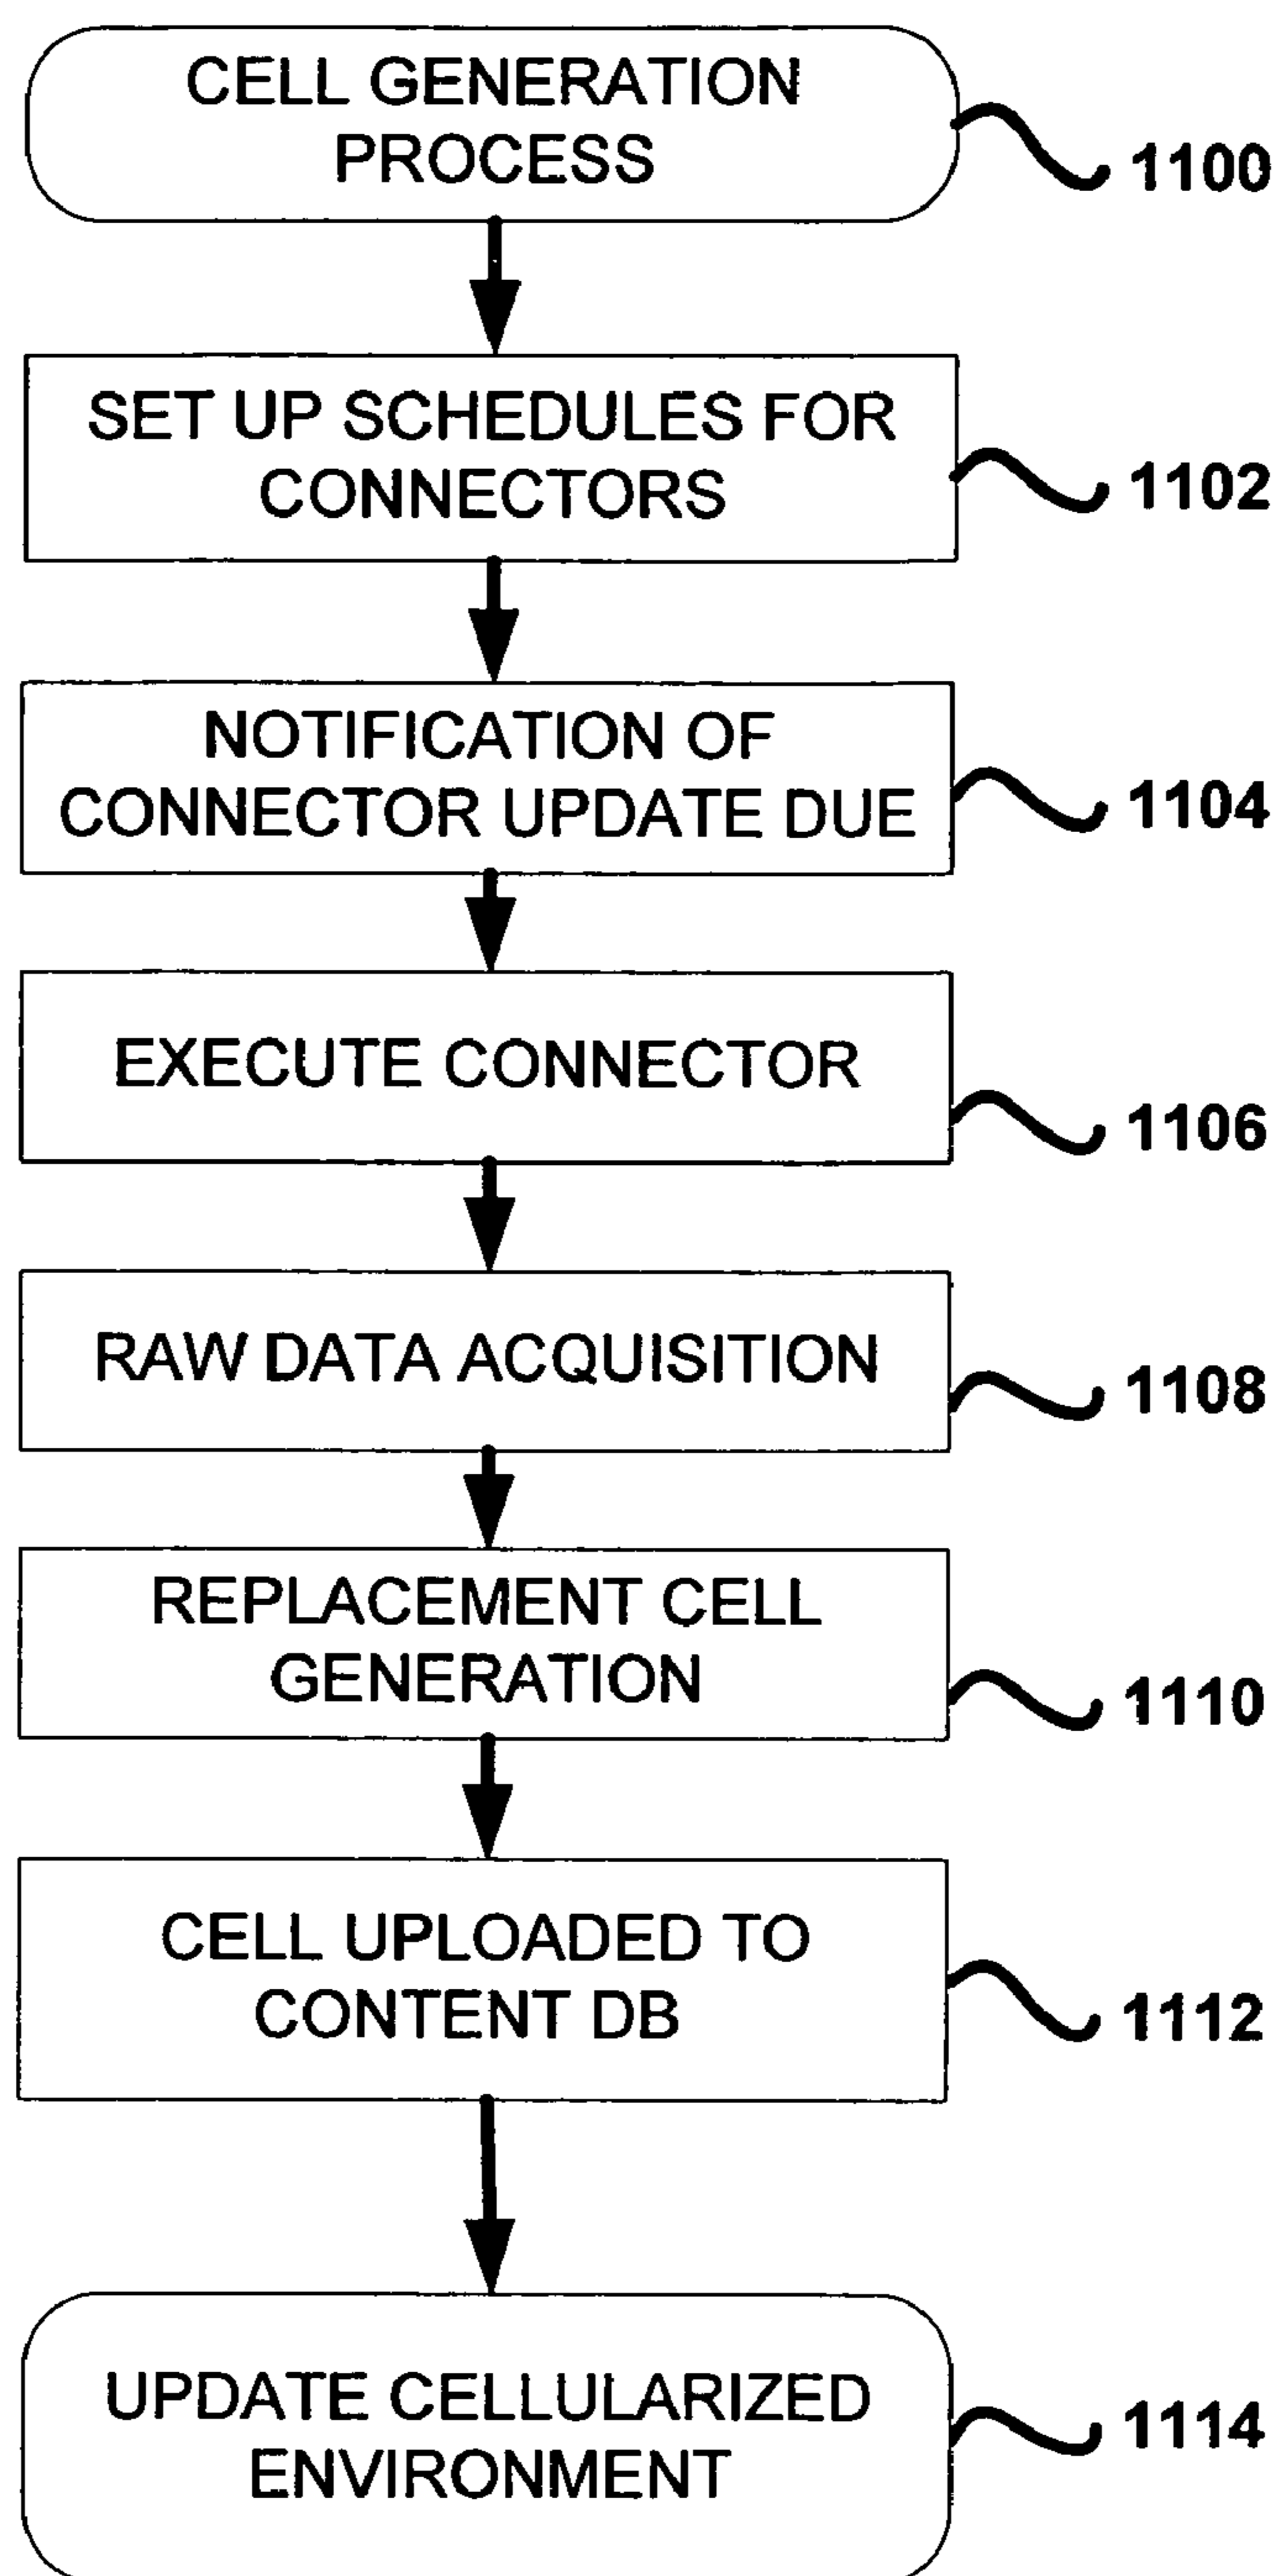 CELL GENERATION
PROCESS
1100
SET UP SCHEDULES FOR
CONNECTORS
1102
NOTIFICATION OF
CONNECTOR UPDATE DUE
1104
EXECUTE CONNECTOR
1106
RAW DATA ACQUISITION
1108
REPLACEMENT CELL
GENERATION
1110
CELL UPLOADED TO
CONTENT DB
1112
UPDATE CELLULARIZED
ENVIRONMENT
1114